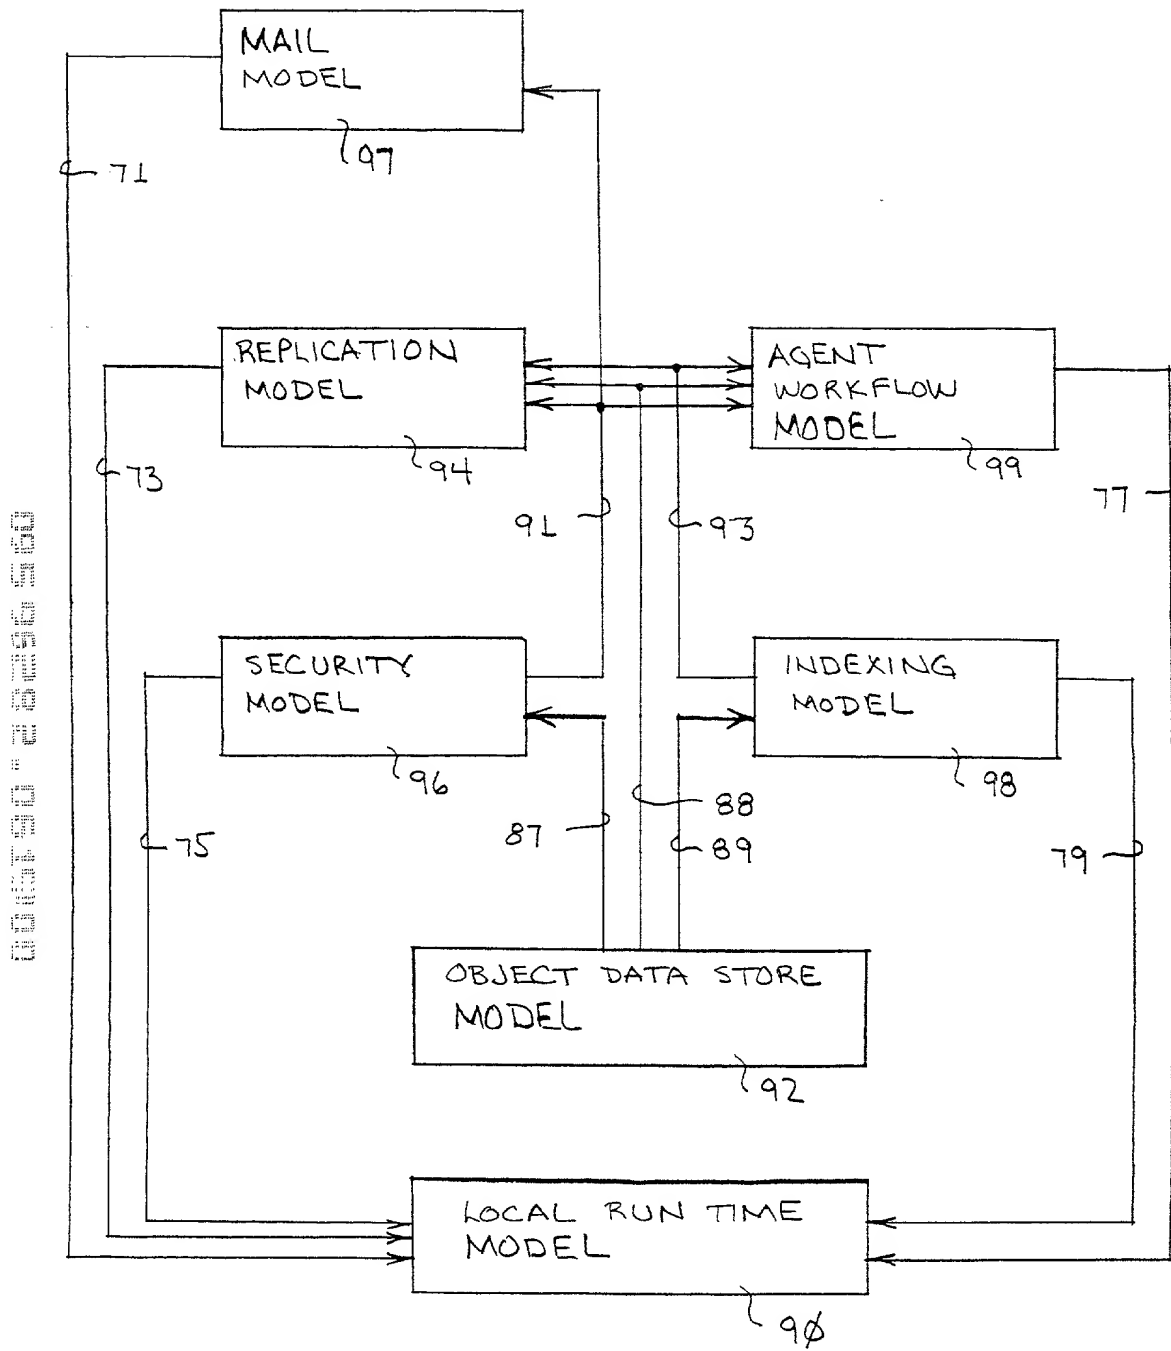 MAIL
MODEL
97
71
REPLICATION
MODEL
94
AGENT
WORKFLOW
MODEL
99
73
77
91
93
SECURITY
MODEL
96
INDEXING
MODEL
98
88
87
89
75
79
OBJECT DATA STORE
MODEL
92
LOCAL RUN TIME
MODEL
9Ø